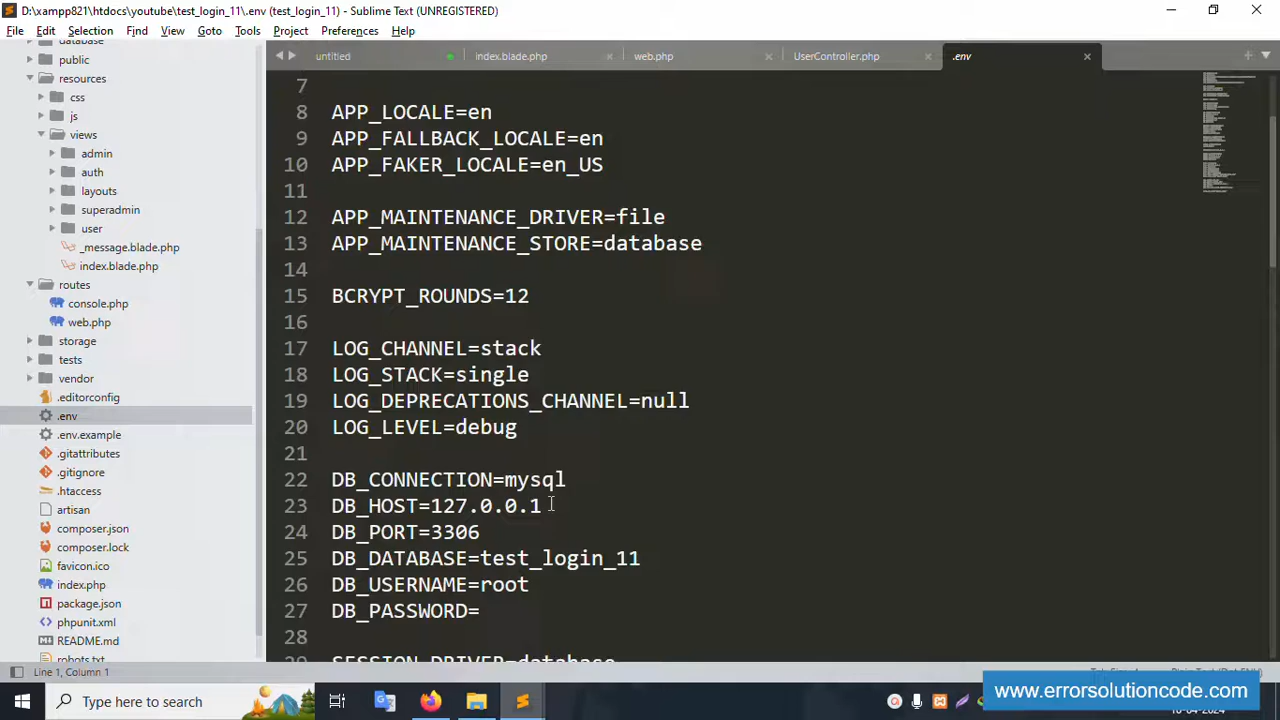 D:\xampp821\htdocs\youtube\test_login_11\.env (test_login_11) - Sublime Text (UNREGISTERED)
File Edit Selection Find View Goto Tools Project Preferences Help
untitled index.blade.php web.php UserController.php .env
database
public
resources
css
js
views
admin
auth
layouts
superadmin
user
_message.blade.php
index.blade.php
routes
console.php
web.php
storage
tests
vendor
.editorconfig
.env
.env.example
.gitattributes
.gitignore
.htaccess
artisan
composer.json
composer.lock
favicon.ico
index.php
package.json
phpunit.xml
README.md
robots.txt
7
8 APP_LOCALE=en
9 APP_FALLBACK_LOCALE=en
10 APP_FAKER_LOCALE=en_US
11
12 APP_MAINTENANCE_DRIVER=file
13 APP_MAINTENANCE_STORE=database
14
15 BCRYPT_ROUNDS=12
16
17 LOG_CHANNEL=stack
18 LOG_STACK=single
19 LOG_DEPRECATIONS_CHANNEL=null
20 LOG_LEVEL=debug
21
22 DB_CONNECTION=mysql
23 DB_HOST=127.0.0.1
24 DB_PORT=3306
25 DB_DATABASE=test_login_11
26 DB_USERNAME=root
27 DB_PASSWORD=
28
29 SESSION_DRIVER=database
Line 1, Column 1
www.errorsolutioncode.com
Type here to search